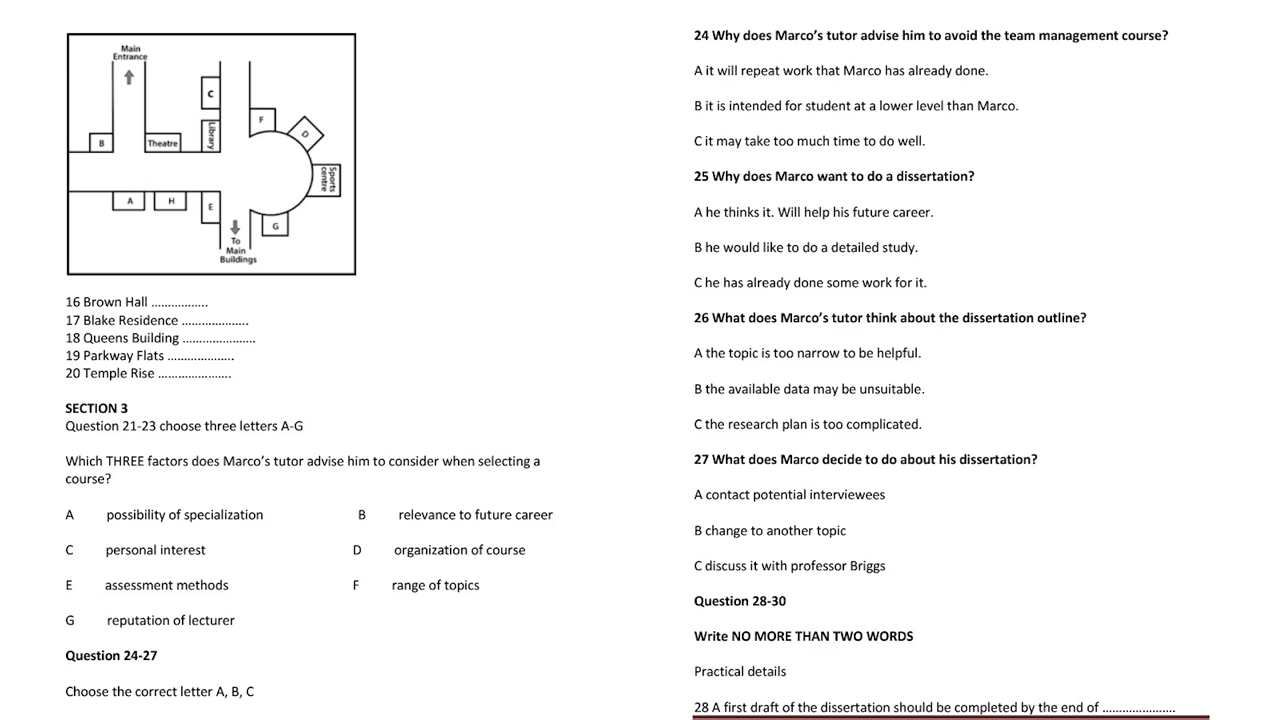 Main
Entrance
C
F
D
B
Theatre
Library
Sports
centre
A
H
E
G
To
Main
Buildings
16 Brown Hall ……………..
17 Blake Residence ………………..
18 Queens Building ………………….
19 Parkway Flats ………………..
20 Temple Rise ………………….
SECTION 3
Question 21-23 choose three letters A-G
Which THREE factors does Marco’s tutor advise him to consider when selecting a
course?
A possibility of specialization B relevance to future career
C personal interest D organization of course
E assessment methods F range of topics
G reputation of lecturer
Question 24-27
Choose the correct letter A, B, C
24 Why does Marco’s tutor advise him to avoid the team management course?
A it will repeat work that Marco has already done.
B it is intended for student at a lower level than Marco.
C it may take too much time to do well.
25 Why does Marco want to do a dissertation?
A he thinks it. Will help his future career.
B he would like to do a detailed study.
C he has already done some work for it.
26 What does Marco’s tutor think about the dissertation outline?
A the topic is too narrow to be helpful.
B the available data may be unsuitable.
C the research plan is too complicated.
27 What does Marco decide to do about his dissertation?
A contact potential interviewees
B change to another topic
C discuss it with professor Briggs
Question 28-30
Write NO MORE THAN TWO WORDS
Practical details
28 A first draft of the dissertation should be completed by the end of ………………….